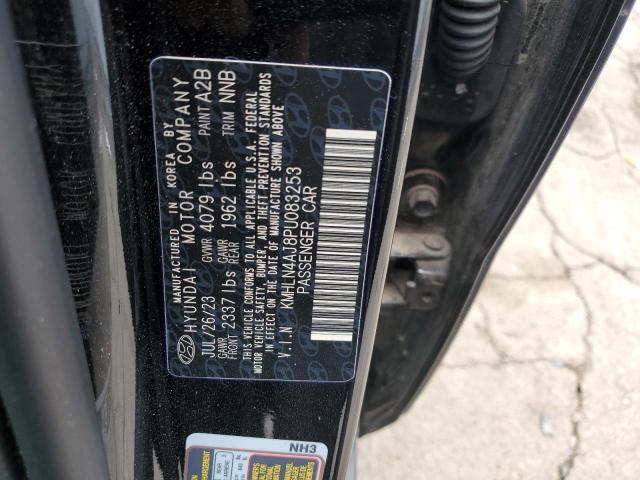 MANUFACTURED IN KOREA BY
HYUNDAI MOTOR COMPANY
JUL/26/23 GVWR 4079 lbs PAINT A2B
GAWR FRONT 2337 lbs GAWR REAR 1962 lbs TRIM NNB
THIS VEHICLE CONFORMS TO ALL APPLICABLE U.S.A. FEDERAL
MOTOR VEHICLE SAFETY, BUMPER, AND THEFT PREVENTION STANDARDS
IN EFFECT ON THE DATE OF MANUFACTURE SHOWN ABOVE
V.I.N KMHLN4AJ8PU083253
PASSENGER CAR
NH3